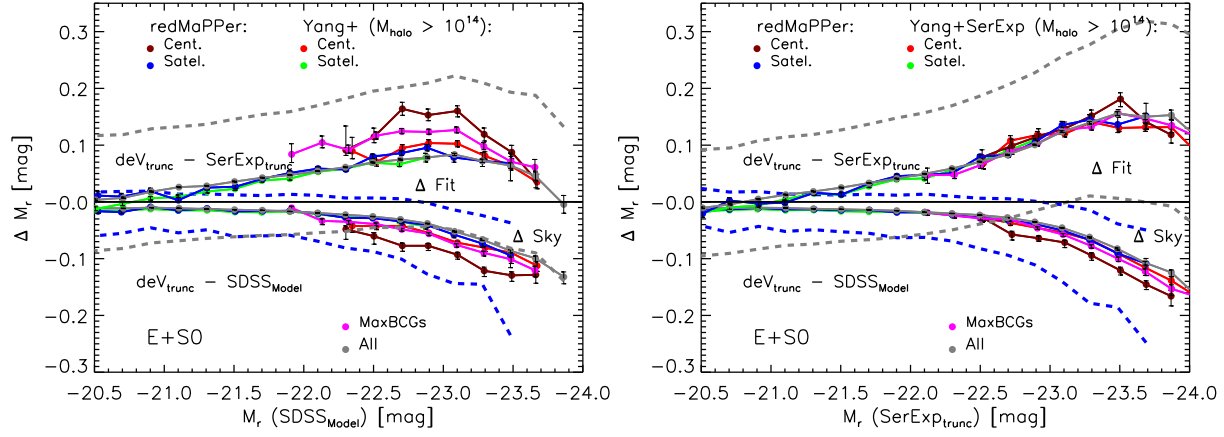 redMaPPer: Yang+ (M_halo > 10^14):
Cent. Cent.
Satel. Satel.
deV_trunc − SerExp_trunc
Δ Fit
Δ Sky
deV_trunc − SDSS_Model
MaxBCGs
All
E+S0
Δ M_r [mag]
0.3
0.2
0.1
−0.0
−0.1
−0.2
−0.3
−20.5 −21.0 −21.5 −22.0 −22.5 −23.0 −23.5 −24.0
M_r (SDSS_Model) [mag]
redMaPPer: Yang+SerExp (M_halo > 10^14):
Cent. Cent.
Satel. Satel.
deV_trunc − SerExp_trunc
Δ Fit
Δ Sky
deV_trunc − SDSS_Model
MaxBCGs
All
E+S0
Δ M_r [mag]
0.3
0.2
0.1
−0.0
−0.1
−0.2
−0.3
−20.5 −21.0 −21.5 −22.0 −22.5 −23.0 −23.5 −24.0
M_r (SerExp_trunc) [mag]